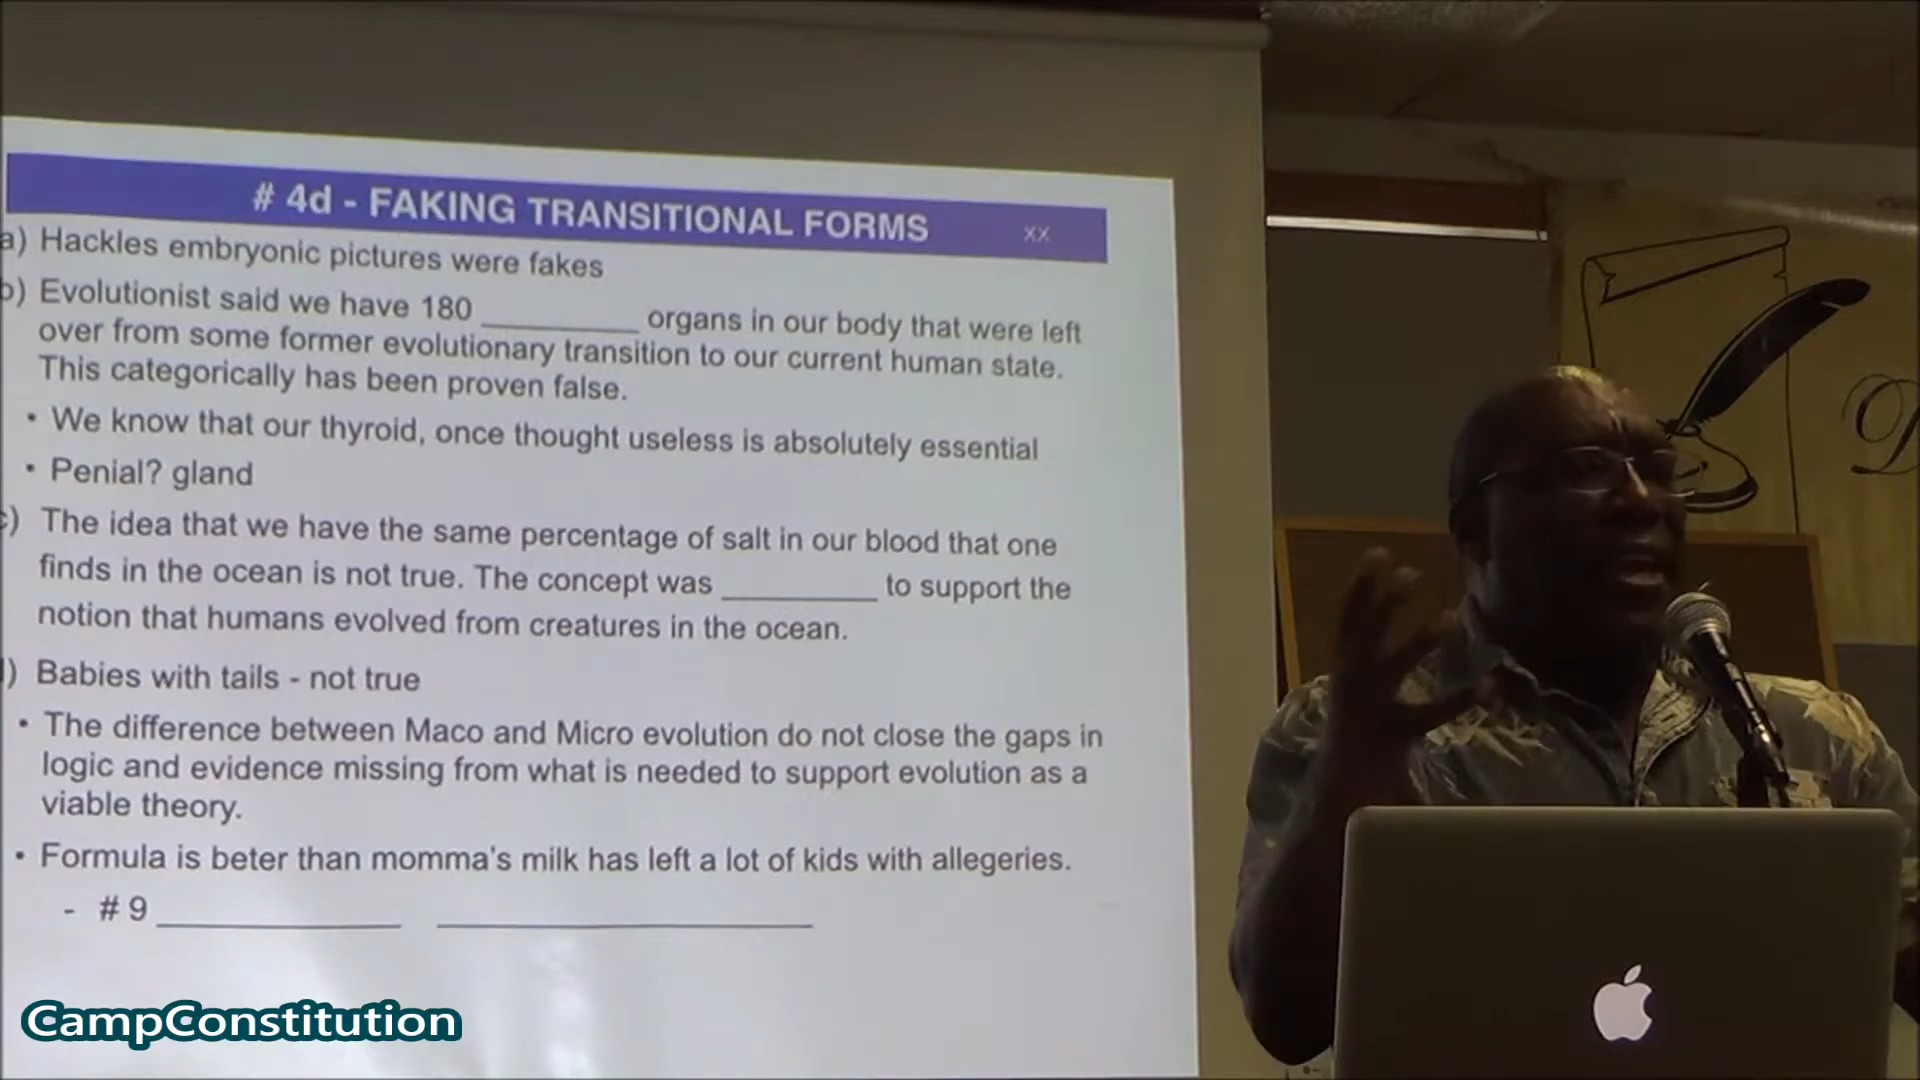 # 4d - FAKING TRANSITIONAL FORMS xx
a) Hackles embryonic pictures were fakes
b) Evolutionist said we have 180 __________ organs in our body that were left
over from some former evolutionary transition to our current human state.
This categorically has been proven false.
• We know that our thyroid, once thought useless is absolutely essential
• Penial? gland
c) The idea that we have the same percentage of salt in our blood that one
finds in the ocean is not true. The concept was __________ to support the
notion that humans evolved from creatures in the ocean.
) Babies with tails - not true
• The difference between Maco and Micro evolution do not close the gaps in
logic and evidence missing from what is needed to support evolution as a
viable theory.
• Formula is beter than momma's milk has left a lot of kids with allegeries.
- # 9 _______________ _______________________
CampConstitution